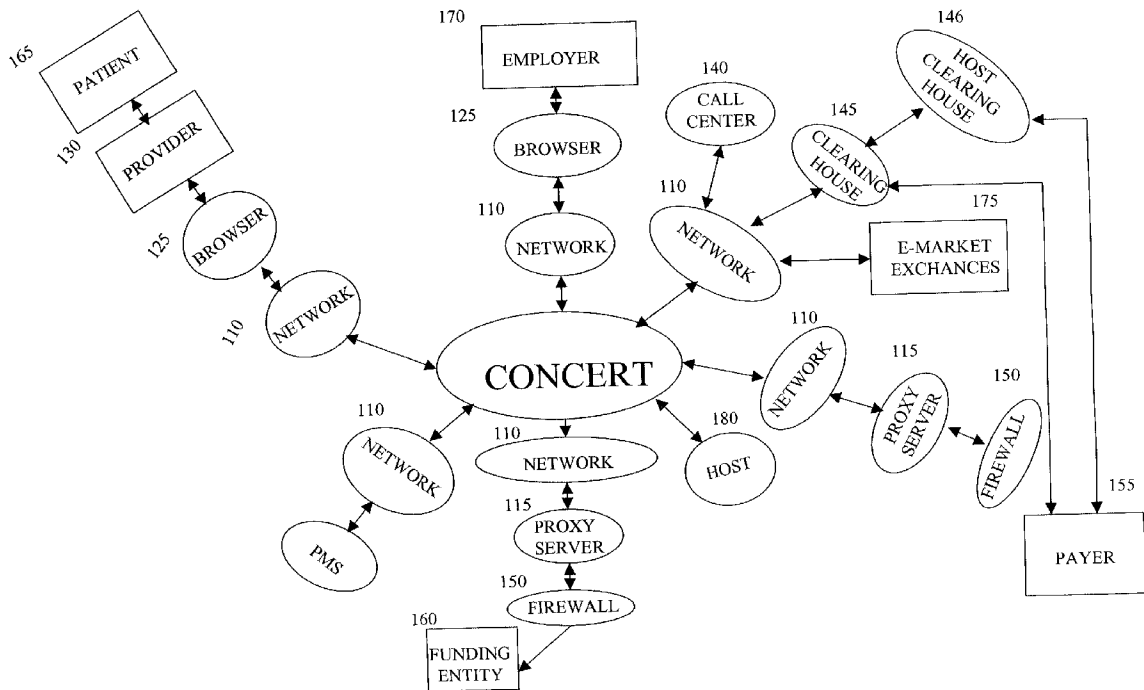 170
146
165
EMPLOYER
HOST
CLEARING
HOUSE
PATIENT
140
CALL
CENTER
130
125
145
PROVIDER
BROWSER
CLEARING
HOUSE
110
110
175
125
BROWSER
NETWORK
NETWORK
E-MARKET
EXCHANCES
110
NETWORK
110
CONCERT
NETWORK
115
PROXY
SERVER
150
FIREWALL
110
NETWORK
110
NETWORK
180
HOST
155
PAYER
115
PROXY
SERVER
PMS
150
FIREWALL
160
FUNDING
ENTITY